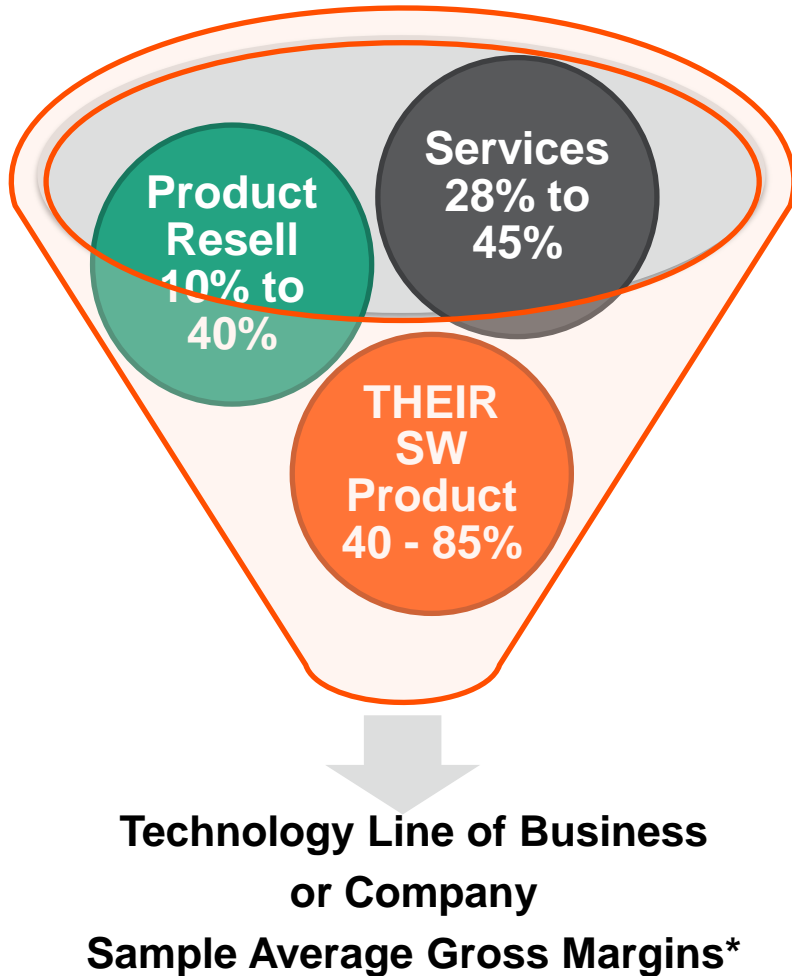 Services
28% to
45%
Product
Resell
10% to
40%
THEIR
SW
Product
40 - 85%
Technology Line of Business
or Company
Sample Average Gross Margins*